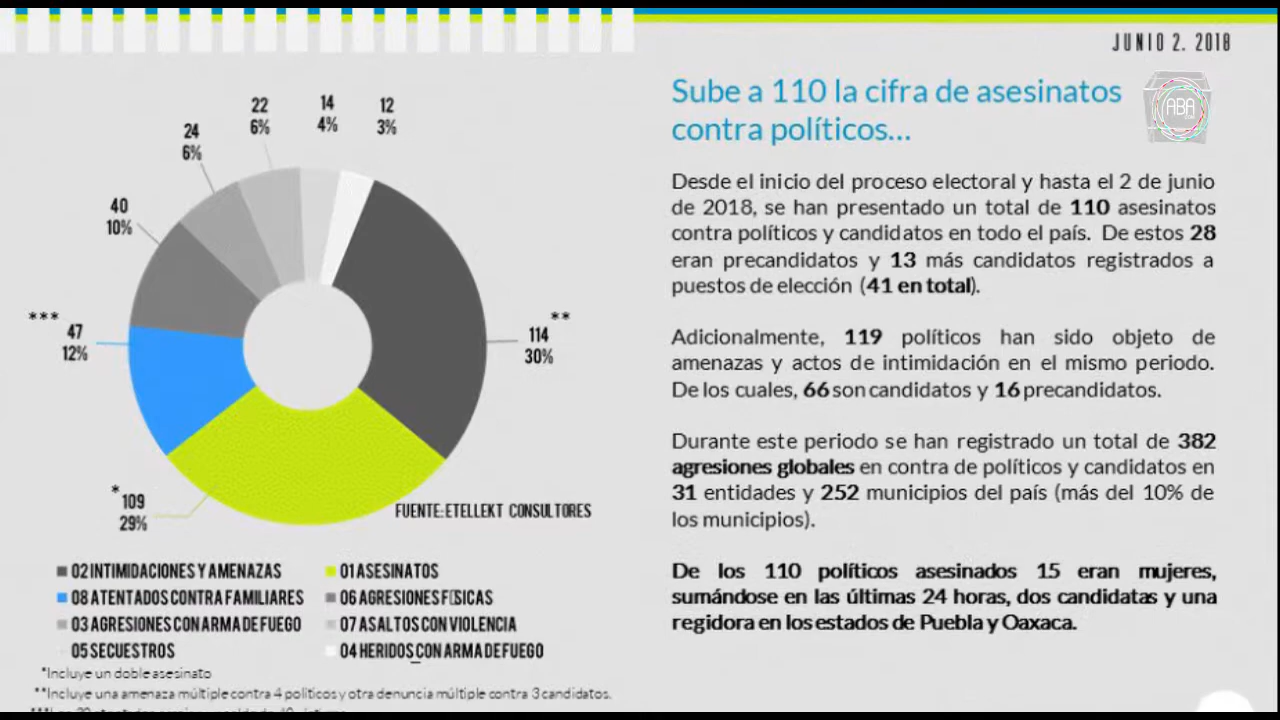 JUNIO 2. 2018
ABA
Sube a 110 la cifra de asesinatos
contra políticos...
Desde el inicio del proceso electoral y hasta el 2 de junio
de 2018, se han presentado un total de 110 asesinatos
contra políticos y candidatos en todo el país. De estos 28
eran precandidatos y 13 más candidatos registrados a
puestos de elección (41 en total).
Adicionalmente, 119 políticos han sido objeto de
amenazas y actos de intimidación en el mismo periodo.
De los cuales, 66 son candidatos y 16 precandidatos.
Durante este periodo se han registrado un total de 382
agresiones globales en contra de políticos y candidatos en
31 entidades y 252 municipios del país (más del 10% de
los municipios).
De los 110 políticos asesinados 15 eran mujeres,
sumándose en las últimas 24 horas, dos candidatas y una
regidora en los estados de Puebla y Oaxaca.
22
6%
14
4%
12
3%
24
6%
40
10%
***
47
12%
**
114
30%
*
109
29%
FUENTE: ETELLEKT CONSULTORES
02 INTIMIDACIONES Y AMENAZAS
01 ASESINATOS
08 ATENTADOS CONTRA FAMILIARES
06 AGRESIONES F▯SICAS
03 AGRESIONES CON ARMA DE FUEGO
07 ASALTOS CON VIOLENCIA
05 SECUESTROS
04 HERIDOS CON ARMA DE FUEGO
*Incluye un doble asesinato
**Incluye una amenaza múltiple contra 4 políticos y otra denuncia múltiple contra 3 candidatos.